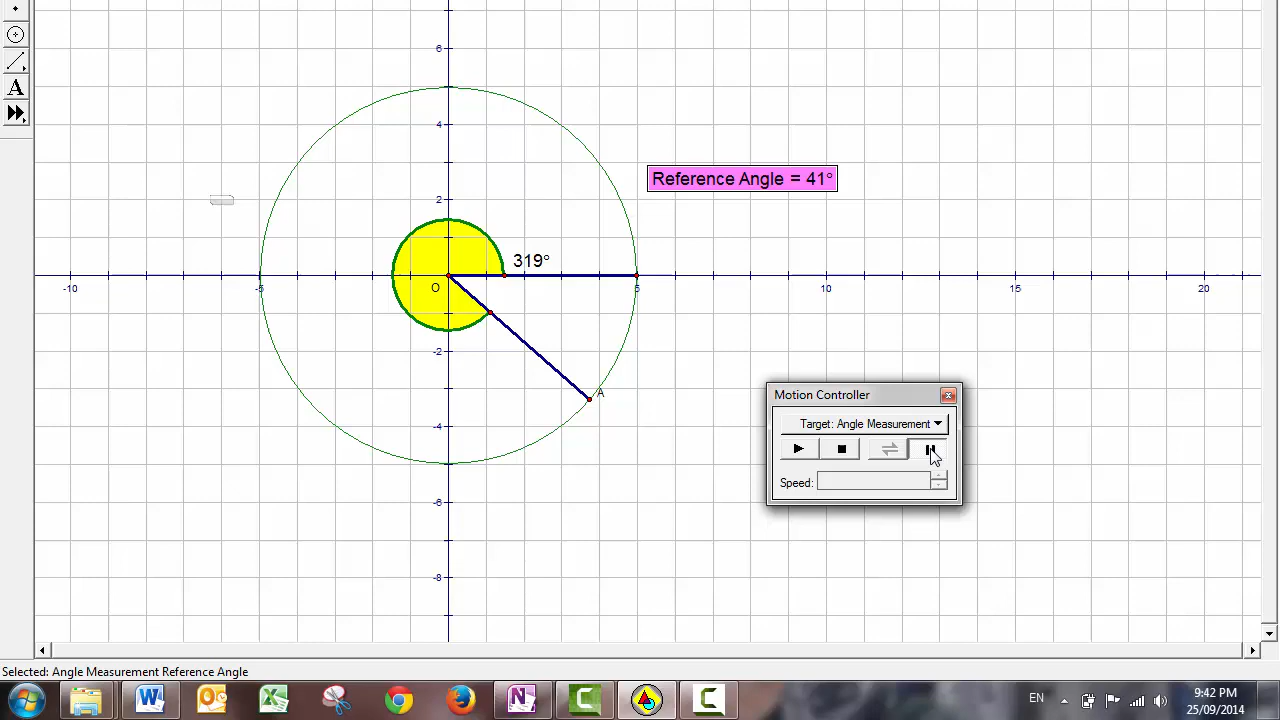 A
6
4
Reference Angle = 41°
2
319°
-10
-5
O
5
10
15
20
-2
A
Motion Controller
-4
Target: Angle Measurement
Speed:
-6
-8
Selected: Angle Measurement Reference Angle
EN
9:42 PM
25/09/2014